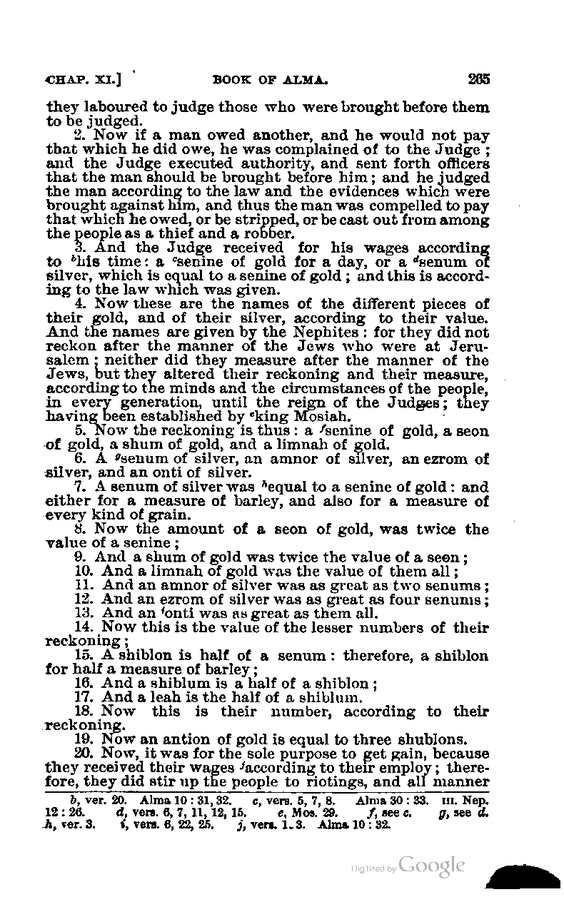 CHAP. XI.] BOOK OF ALMA. 265
they laboured to judge those who were brought before them
to be judged.
2. Now if a man owed another, and he would not pay
that which he did owe, he was complained of to the Judge ;
and the Judge executed authority, and sent forth officers
that the man should be brought before him ; and he judged
the man according to the law and the evidences which were
brought against him, and thus the man was compelled to pay
that which he owed, or be stripped, or be cast out from among
the people as a thief and a robber.
3. And the Judge received for his wages according
to ᵇhis time : a ᶜsenine of gold for a day, or a ᵈsenum of
silver, which is equal to a senine of gold ; and this is accord-
ing to the law which was given.
4. Now these are the names of the different pieces of
their gold, and of their silver, according to their value.
And the names are given by the Nephites : for they did not
reckon after the manner of the Jews who were at Jeru-
salem ; neither did they measure after the manner of the
Jews, but they altered their reckoning and their measure,
according to the minds and the circumstances of the people,
in every generation, until the reign of the Judges ; they
having been established by ᵉking Mosiah.
5. Now the reckoning is thus : a ᶠsenine of gold, a seon
of gold, a shum of gold, and a limnah of gold.
6. A ᵍsenum of silver, an amnor of silver, an ezrom of
silver, and an onti of silver.
7. A senum of silver was ʰequal to a senine of gold : and
either for a measure of barley, and also for a measure of
every kind of grain.
8. Now the amount of a seon of gold, was twice the
value of a senine ;
9. And a shum of gold was twice the value of a seon ;
10. And a limnah of gold was the value of them all ;
11. And an amnor of silver was as great as two senums ;
12. And an ezrom of silver was as great as four senums ;
13. And an ⁱonti was as great as them all.
14. Now this is the value of the lesser numbers of their
reckoning ;
15. A shiblon is half of a senum : therefore, a shiblon
for half a measure of barley ;
16. And a shiblum is a half of a shiblon ;
17. And a leah is the half of a shiblum.
18. Now this is their number, according to their
reckoning.
19. Now an antion of gold is equal to three shublons.
20. Now, it was for the sole purpose to get gain, because
they received their wages ʲaccording to their employ ; there-
fore, they did stir up the people to riotings, and all manner
b, ver. 20. Alma 10 : 31, 32. c, vers. 5, 7, 8. Alma 30 : 33. III. Nep.
12 : 26. d, vers. 6, 7, 11, 12, 15. e, Mos. 29. f, see c. g, see d.
h, ver. 3. i, vers. 6, 22, 25. j, vers. 1-3. Alma 10 : 32.
Digitized by Google